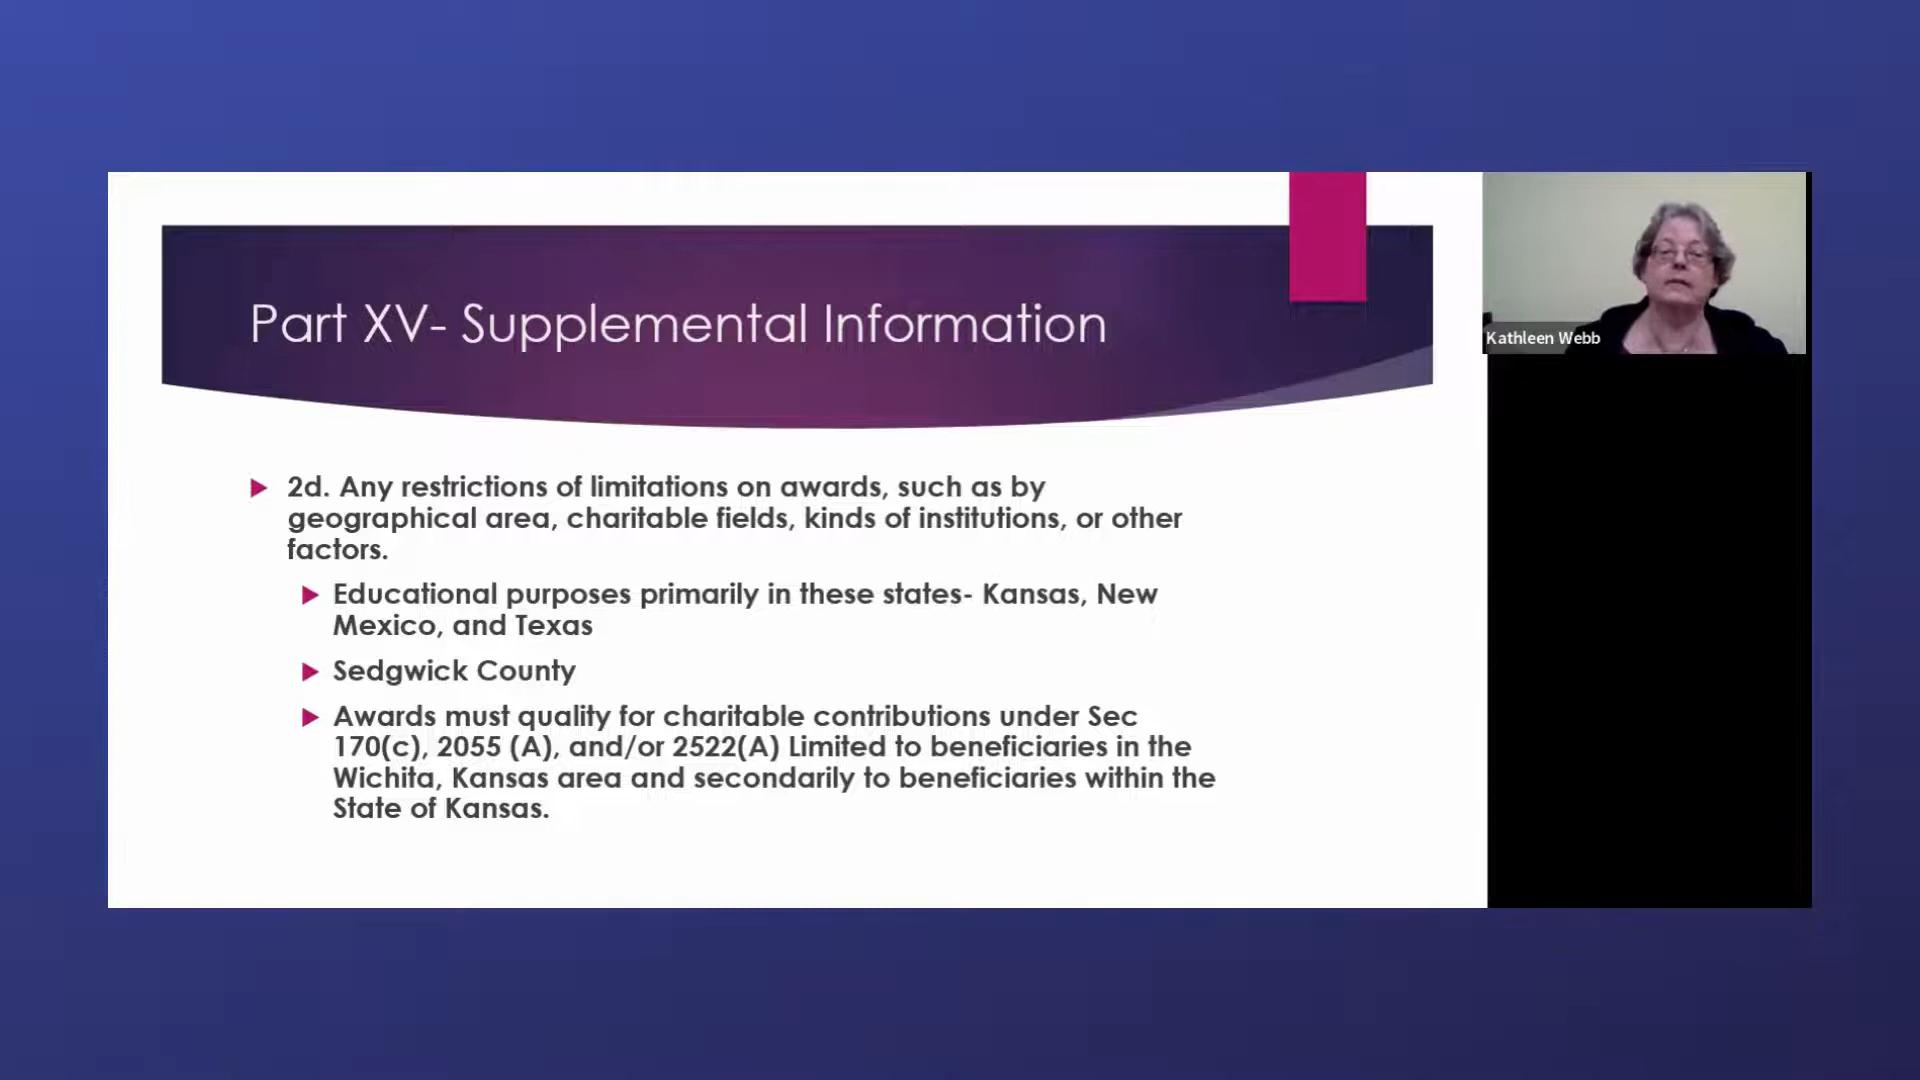 Part XV- Supplemental Information
Kathleen Webb
2d. Any restrictions of limitations on awards, such as by
geographical area, charitable fields, kinds of institutions, or other
factors.
Educational purposes primarily in these states- Kansas, New
Mexico, and Texas
Sedgwick County
Awards must quality for charitable contributions under Sec
170(c), 2055 (A), and/or 2522(A) Limited to beneficiaries in the
Wichita, Kansas area and secondarily to beneficiaries within the
State of Kansas.